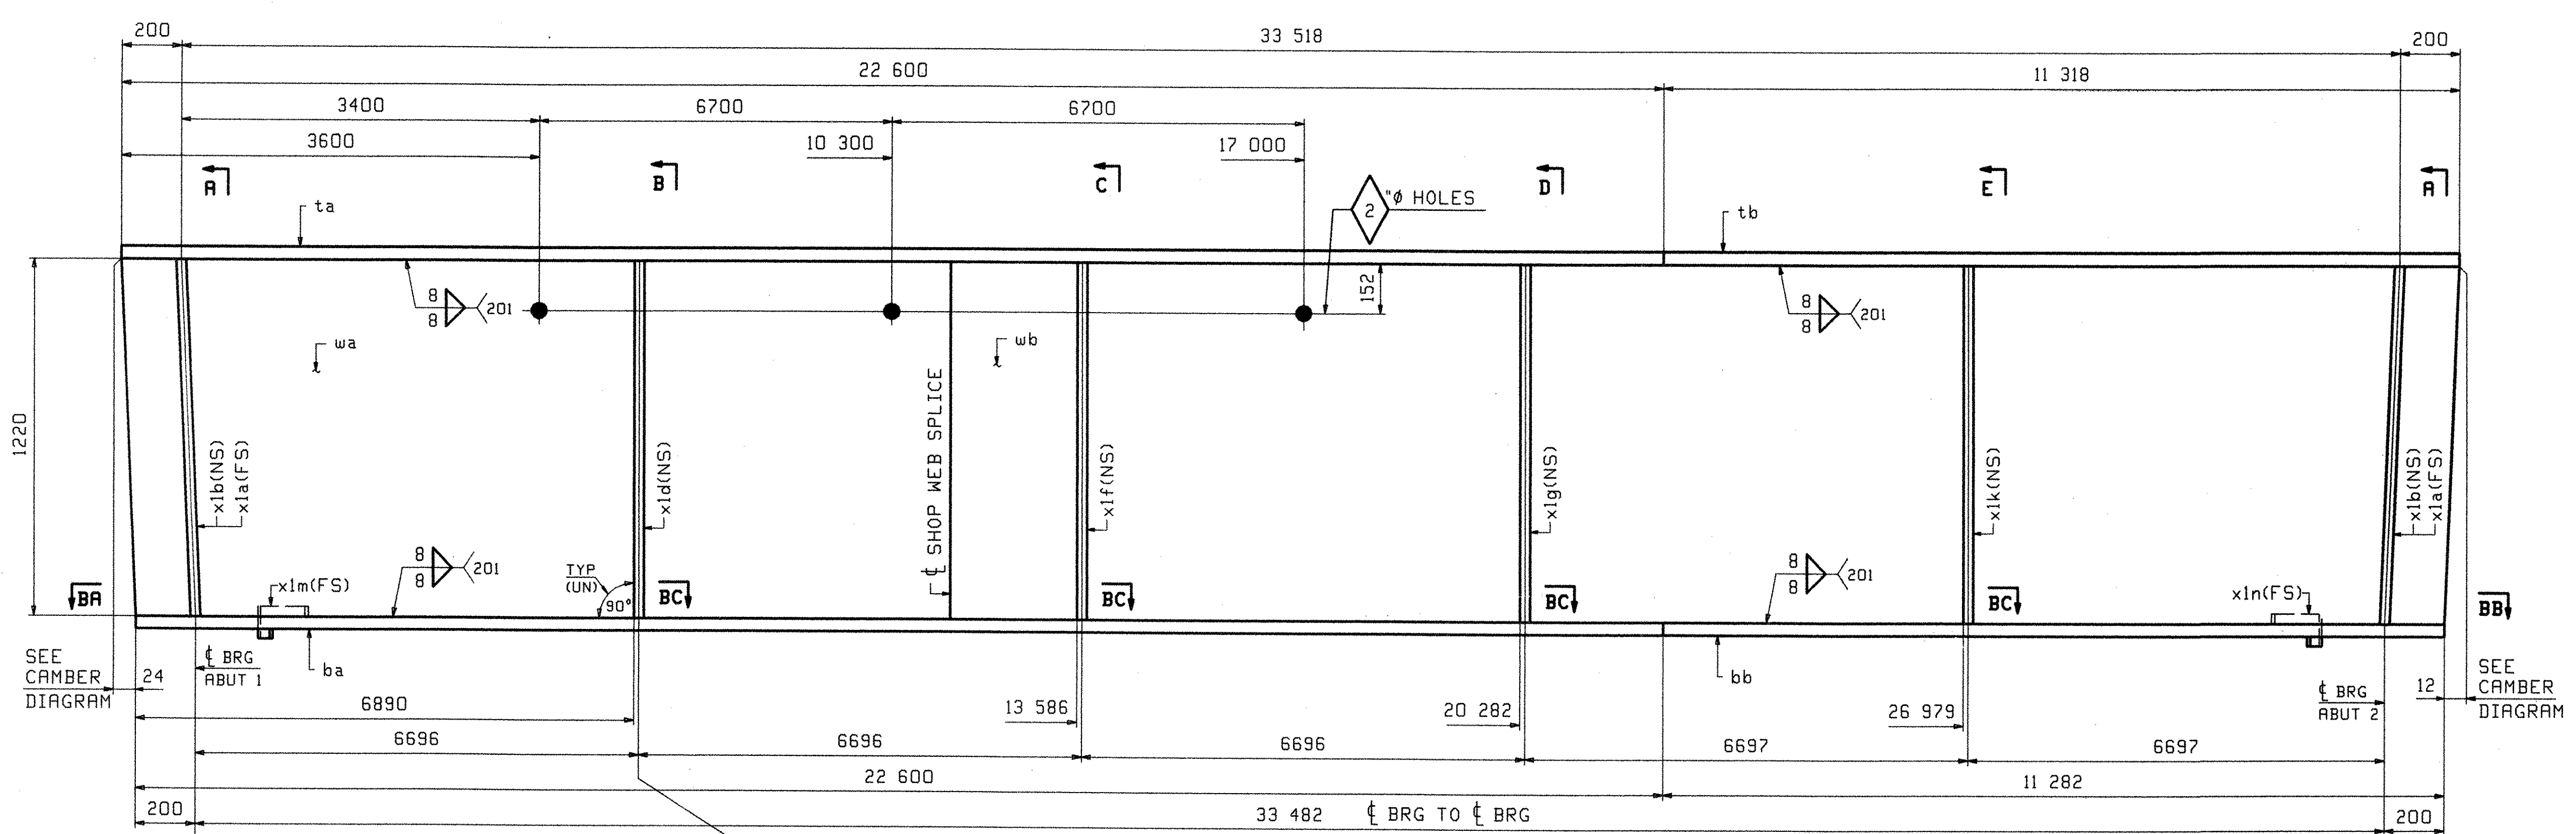 200
33 518
200
22 600
11 318
3400
6700
6700
3600
10 300
17 000
A
B
C
D
E
A
2 "Ø HOLES
ta
tb
152
8
8
201
8
8
201
wa
wb
1220
x1b(NS)
x1a(FS)
x1d(NS)
℄ SHOP WEB SPLICE
x1f(NS)
x1g(NS)
x1k(NS)
x1b(NS)
x1a(FS)
8
8
201
8
8
201
TYP
(UN)
90°
x1m(FS)
x1n(FS)
BA
BC
BC
BC
BC
BB
SEE
CAMBER
DIAGRAM
24
℄ BRG
ABUT 1
ba
bb
℄ BRG
ABUT 2
12
SEE
CAMBER
DIAGRAM
6890
13 586
20 282
26 979
6696
6696
6696
6697
6697
22 600
11 282
200
33 482 ℄ BRG TO ℄ BRG
200